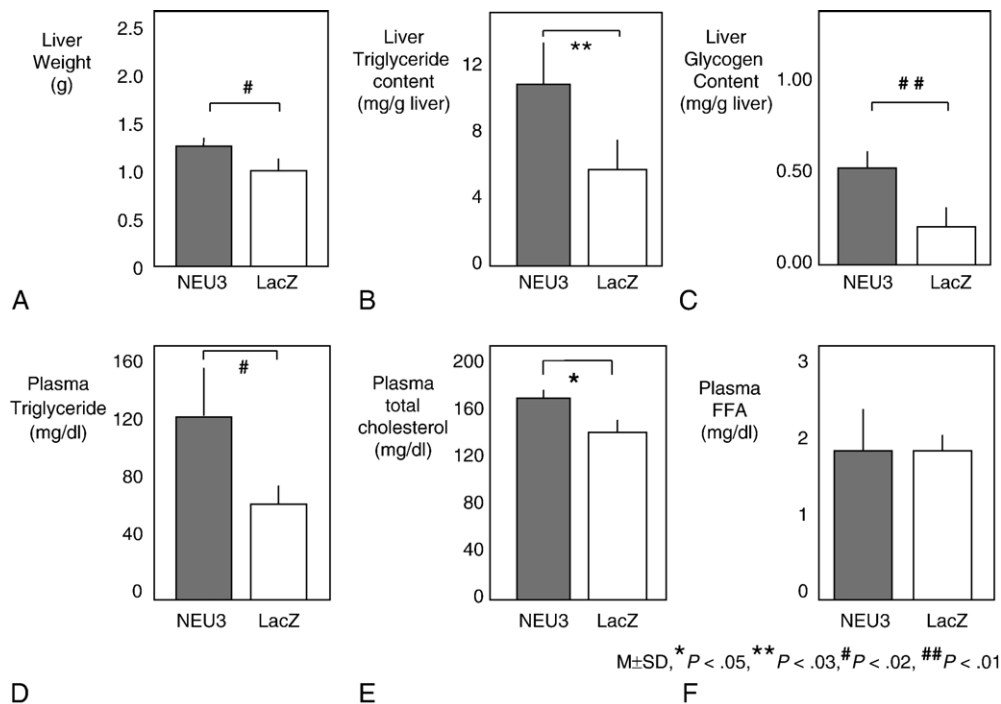 Liver
Weight
(g)
2.5
2.0
1.5
1.0
0.5
0
#
NEU3 LacZ
A
Liver
Triglyceride
content
(mg/g liver)
12
8
4
0
**
NEU3 LacZ
B
Liver
Glycogen
Content
(mg/g liver)
1.00
0.50
0.00
# #
NEU3 LacZ
C
Plasma
Triglyceride
(mg/dl)
160
120
80
40
0
#
NEU3 LacZ
D
Plasma
total
cholesterol
(mg/dl)
200
160
120
80
40
0
*
NEU3 LacZ
E
Plasma
FFA
(mg/dl)
3
2
1
0
NEU3 LacZ
F
M±SD, *P < .05, **P < .03, #P < .02, ##P < .01